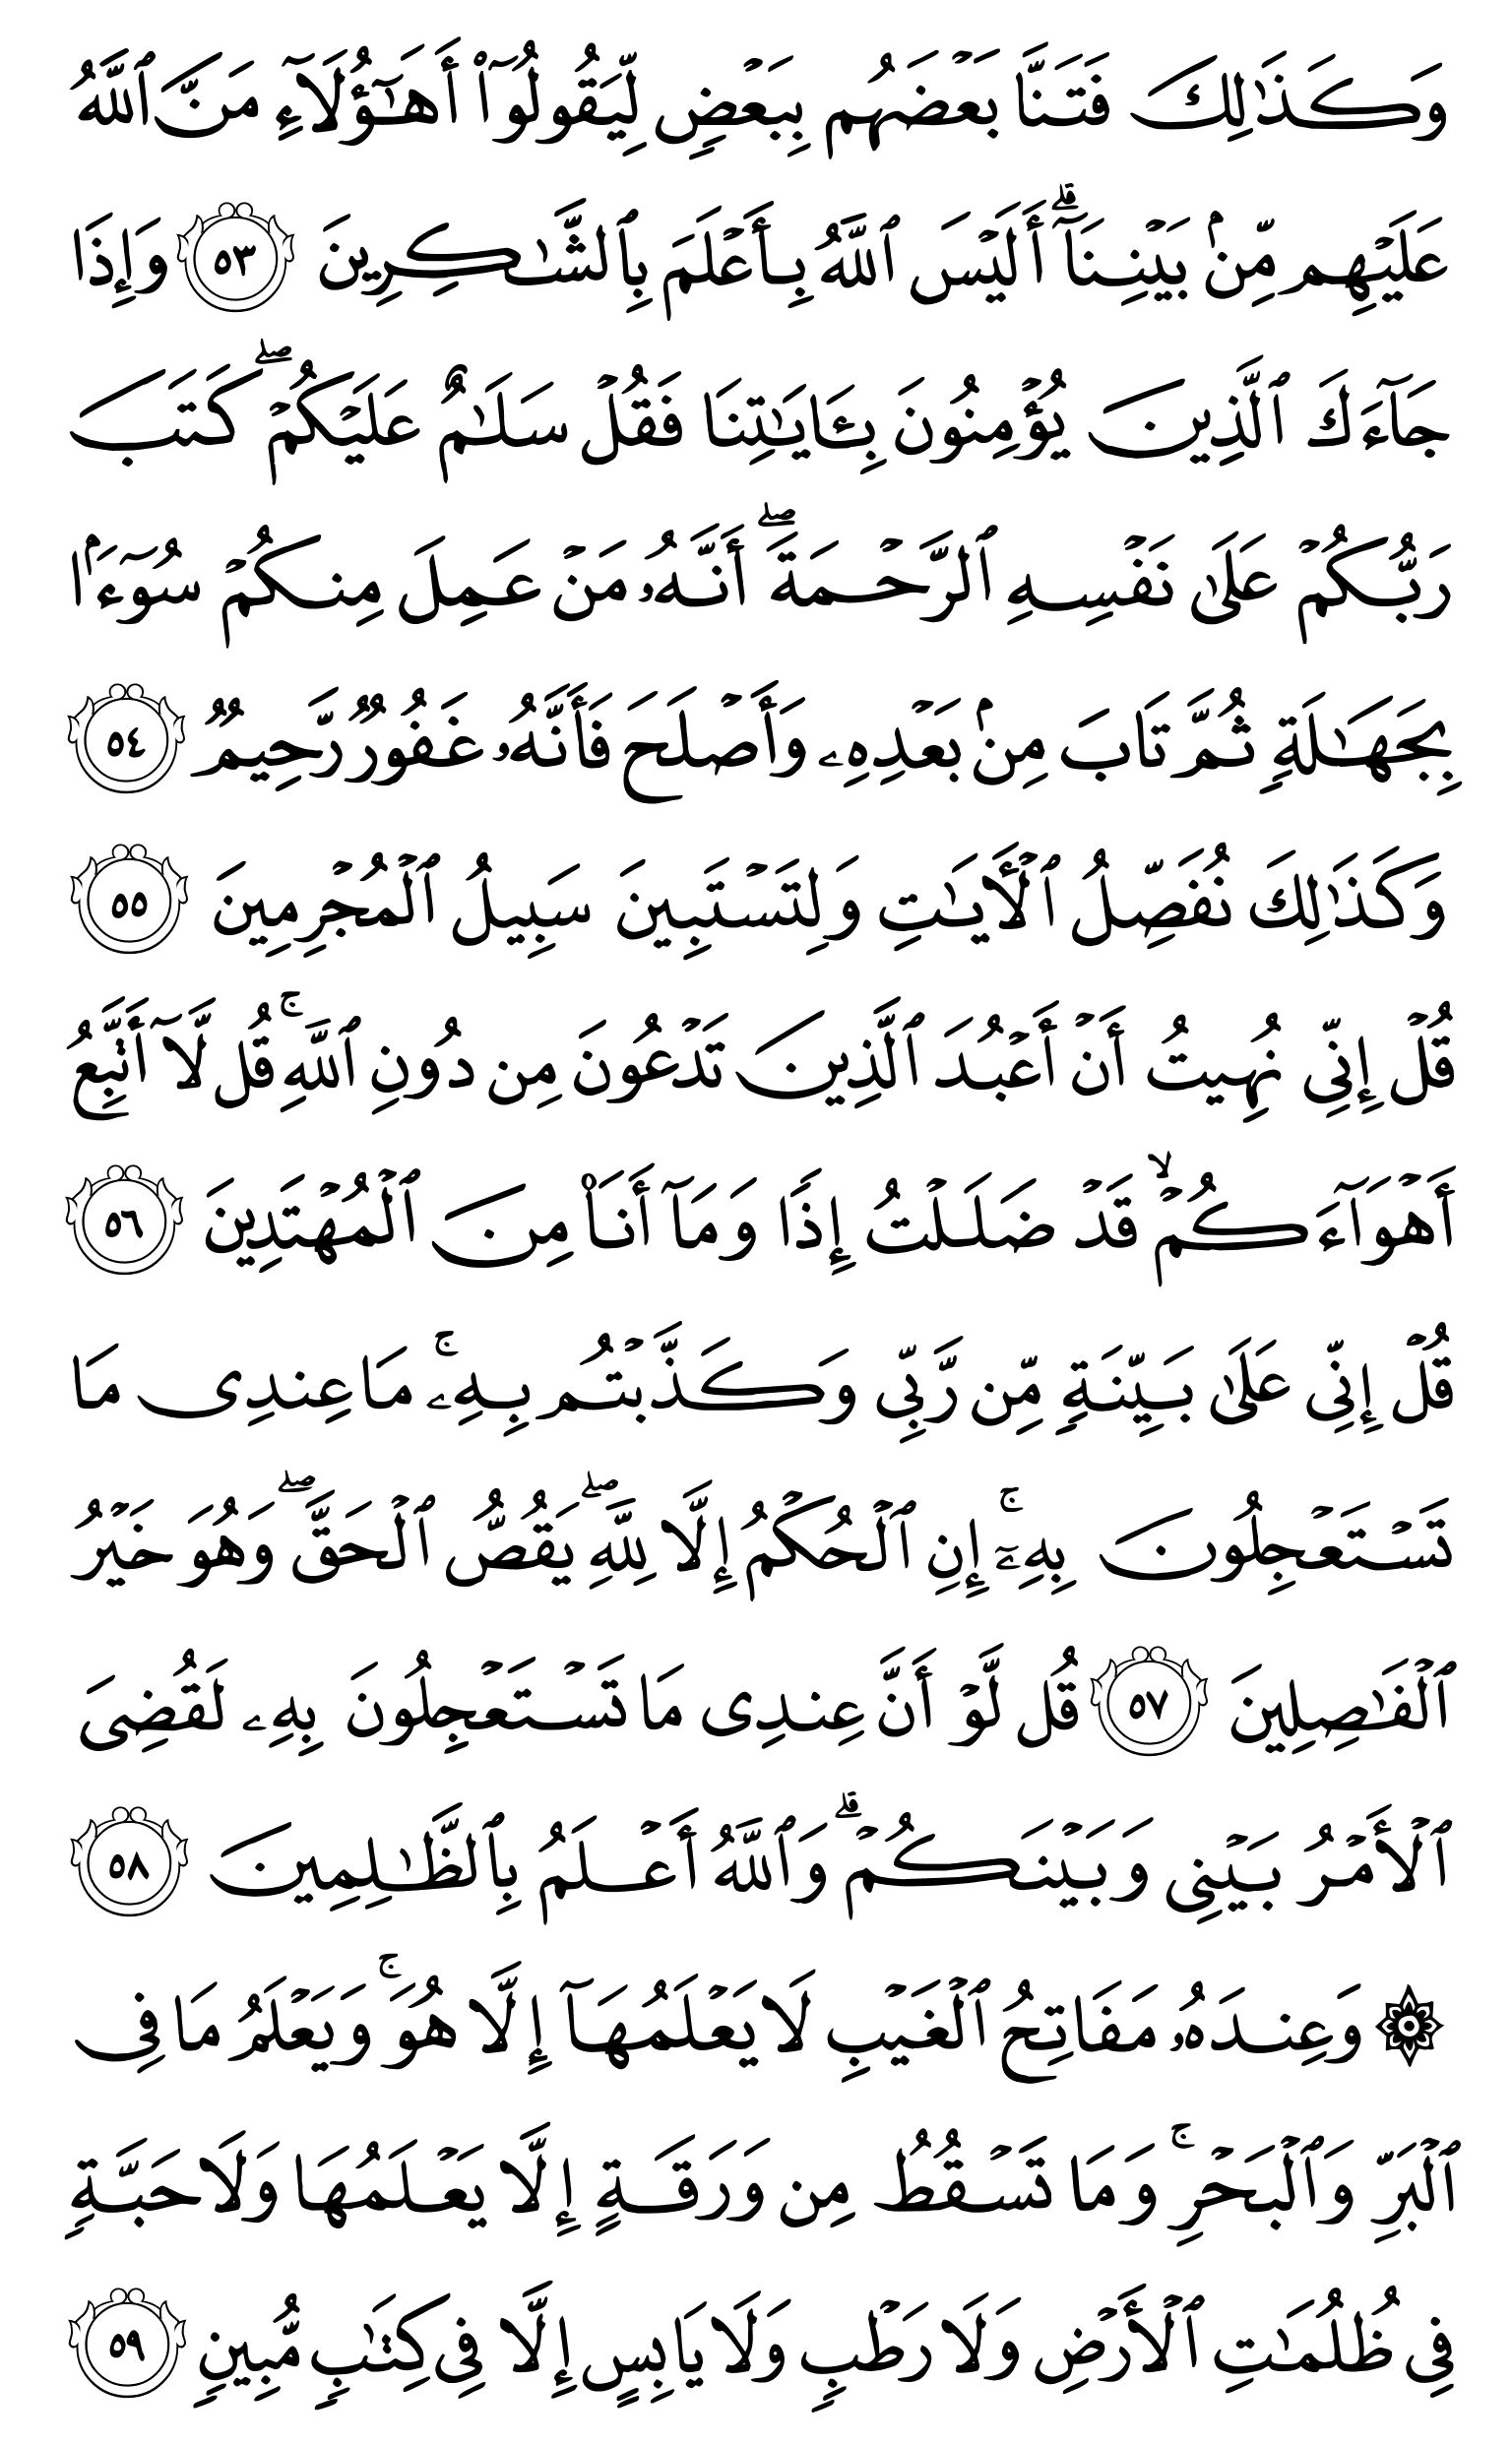 وَكَذَٰلِكَ فَتَنَّا بَعۡضَهُم بِبَعۡضٖ لِّيَقُولُوٓاْ أَهَٰٓؤُلَآءِ مَنَّ ٱللَّهُ
عَلَيۡهِم مِّنۢ بَيۡنِنَآۗ أَلَيۡسَ ٱللَّهُ بِأَعۡلَمَ بِٱلشَّٰكِرِينَ ٥٣ وَإِذَا
جَآءَكَ ٱلَّذِينَ يُؤۡمِنُونَ بِـَٔايَٰتِنَا فَقُلۡ سَلَٰمٌ عَلَيۡكُمۡۖ كَتَبَ
رَبُّكُمۡ عَلَىٰ نَفۡسِهِ ٱلرَّحۡمَةَۖ أَنَّهُۥ مَنۡ عَمِلَ مِنكُمۡ سُوٓءَۢا
بِجَهَٰلَةٖ ثُمَّ تَابَ مِنۢ بَعۡدِهِۦ وَأَصۡلَحَ فَأَنَّهُۥ غَفُورٞ رَّحِيمٞ ٥٤
وَكَذَٰلِكَ نُفَصِّلُ ٱلۡأٓيَٰتِ وَلِتَسۡتَبِينَ سَبِيلُ ٱلۡمُجۡرِمِينَ ٥٥
قُلۡ إِنِّي نُهِيتُ أَنۡ أَعۡبُدَ ٱلَّذِينَ تَدۡعُونَ مِن دُونِ ٱللَّهِۚ قُل لَّآ أَتَّبِعُ
أَهۡوَآءَكُمۡۙ قَدۡ ضَلَلۡتُ إِذٗا وَمَآ أَنَا۠ مِنَ ٱلۡمُهۡتَدِينَ ٥٦
قُلۡ إِنِّي عَلَىٰ بَيِّنَةٖ مِّن رَّبِّي وَكَذَّبۡتُم بِهِۦۚ مَا عِندِي مَا
تَسۡتَعۡجِلُونَ بِهِۦٓۚ إِنِ ٱلۡحُكۡمُ إِلَّا لِلَّهِۖ يَقُصُّ ٱلۡحَقَّۖ وَهُوَ خَيۡرُ
ٱلۡفَٰصِلِينَ ٥٧ قُل لَّوۡ أَنَّ عِندِي مَا تَسۡتَعۡجِلُونَ بِهِۦ لَقُضِيَ
ٱلۡأَمۡرُ بَيۡنِي وَبَيۡنَكُمۡۗ وَٱللَّهُ أَعۡلَمُ بِٱلظَّٰلِمِينَ ٥٨
۞ وَعِندَهُۥ مَفَاتِحُ ٱلۡغَيۡبِ لَا يَعۡلَمُهَآ إِلَّا هُوَۚ وَيَعۡلَمُ مَا فِي
ٱلۡبَرِّ وَٱلۡبَحۡرِۚ وَمَا تَسۡقُطُ مِن وَرَقَةٍ إِلَّا يَعۡلَمُهَا وَلَا حَبَّةٖ
فِي ظُلُمَٰتِ ٱلۡأَرۡضِ وَلَا رَطۡبٖ وَلَا يَابِسٍ إِلَّا فِي كِتَٰبٖ مُّبِينٖ ٥٩